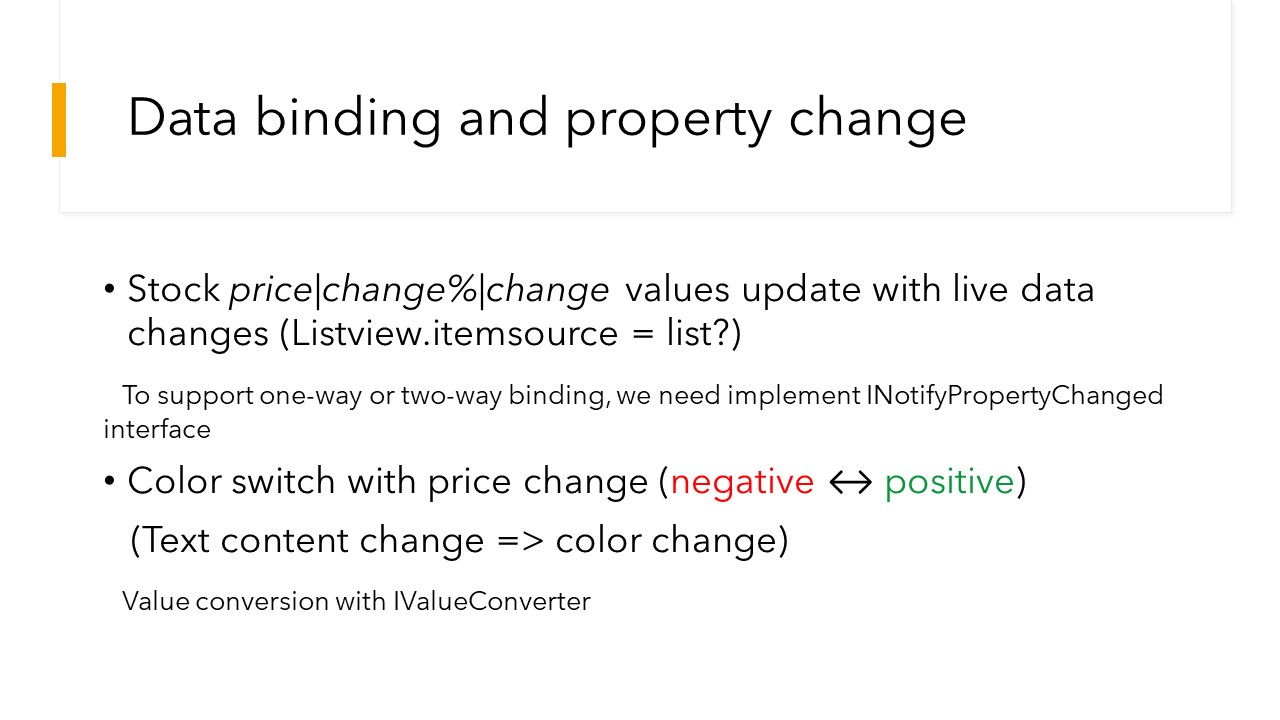 Data binding and property change
• Stock price|change%|change values update with live data
changes (Listview.itemsource = list?)
To support one-way or two-way binding, we need implement INotifyPropertyChanged
interface
• Color switch with price change (negative ↔ positive)
(Text content change => color change)
Value conversion with IValueConverter